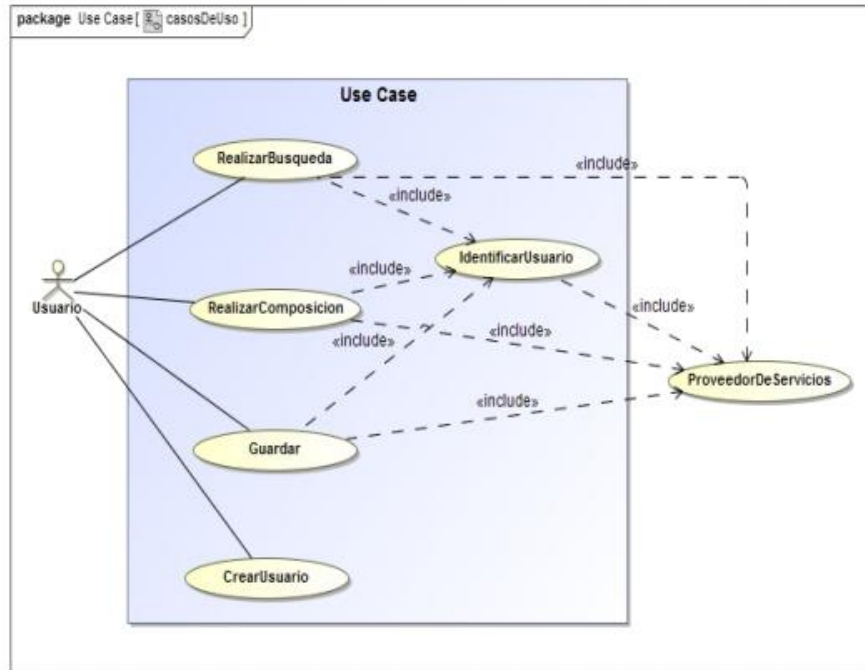 package Use Case [ casosDeUso ]
Use Case
RealizarBusqueda
«include»
«include»
IdentificarUsuario
«include»
Usuario
RealizarComposicion
«include»
«include»
«include»
ProveedorDeServicios
«include»
Guardar
CrearUsuario